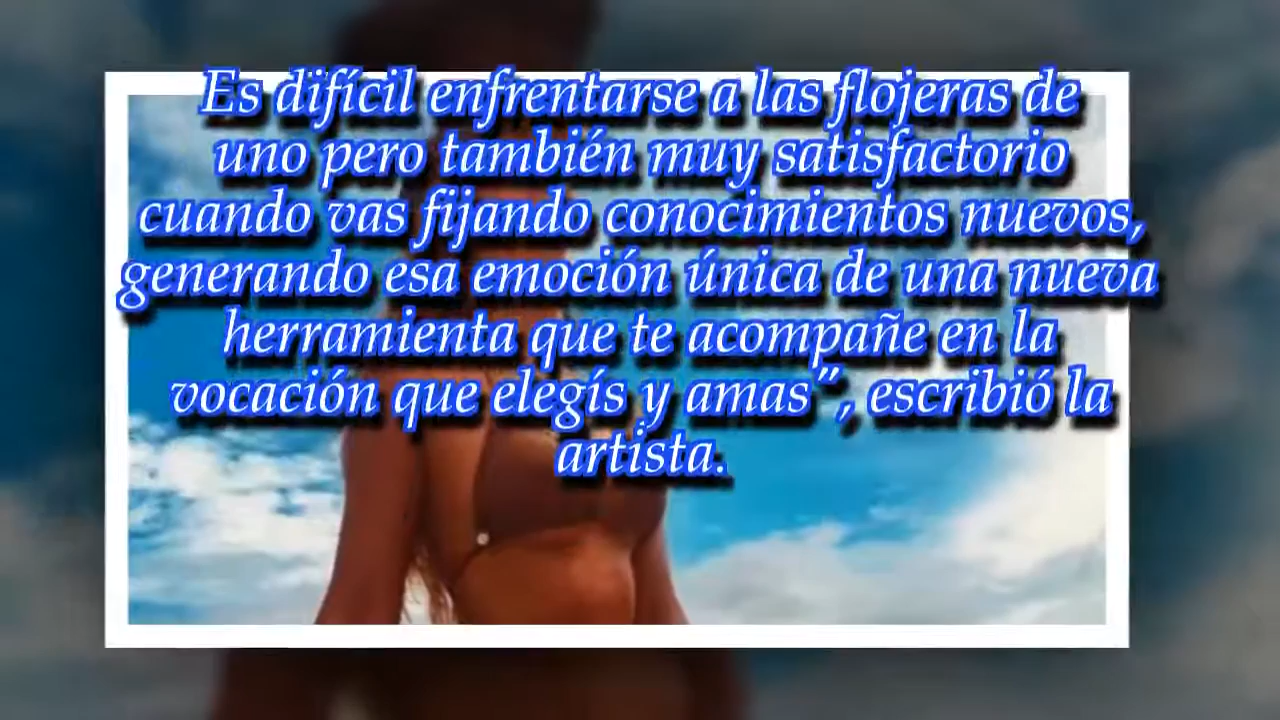 Es difícil enfrentarse a las flojeras de
uno pero también muy satisfactorio
cuando vas fijando conocimientos nuevos,
generando esa emoción única de una nueva
herramienta que te acompañe en la
vocación que elegís y amas”, escribió la
artista.